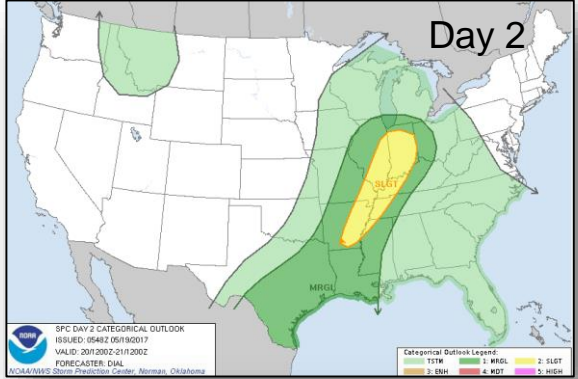 Day 2
SLGT
MRGL
NOAA
SPC DAY 2 CATEGORICAL OUTLOOK
ISSUED: 0548Z 05/19/2017
VALID: 20/1200Z-21/1200Z
FORECASTER: DIAL
NOAA/NWS Storm Prediction Center, Norman, Oklahoma
Categorical Outlook Legend:
TSTM 1: MRGL 2: SLGT
3: ENH 4: MDT 5: HIGH